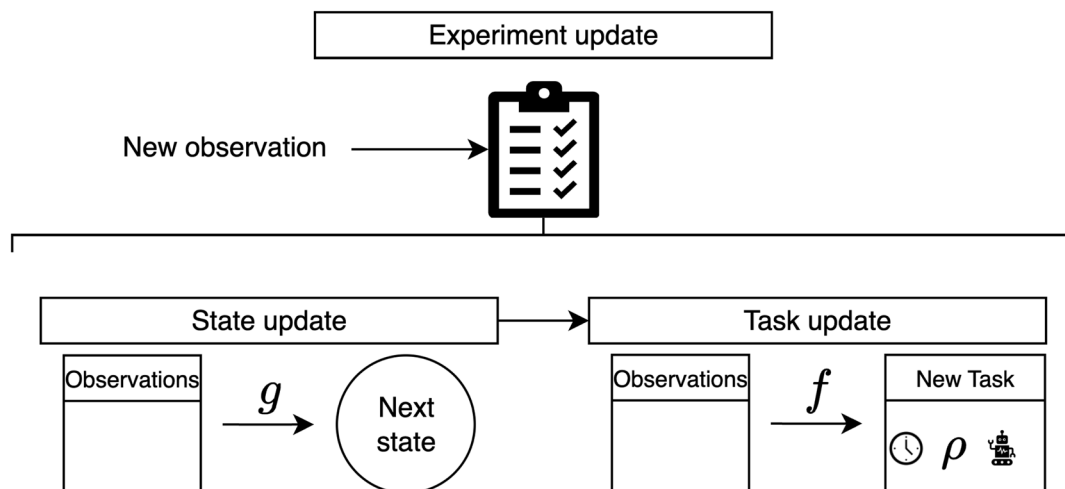 Experiment update
New observation
State update
Task update
Observations
g
Next
state
Observations
f
New Task
ρ